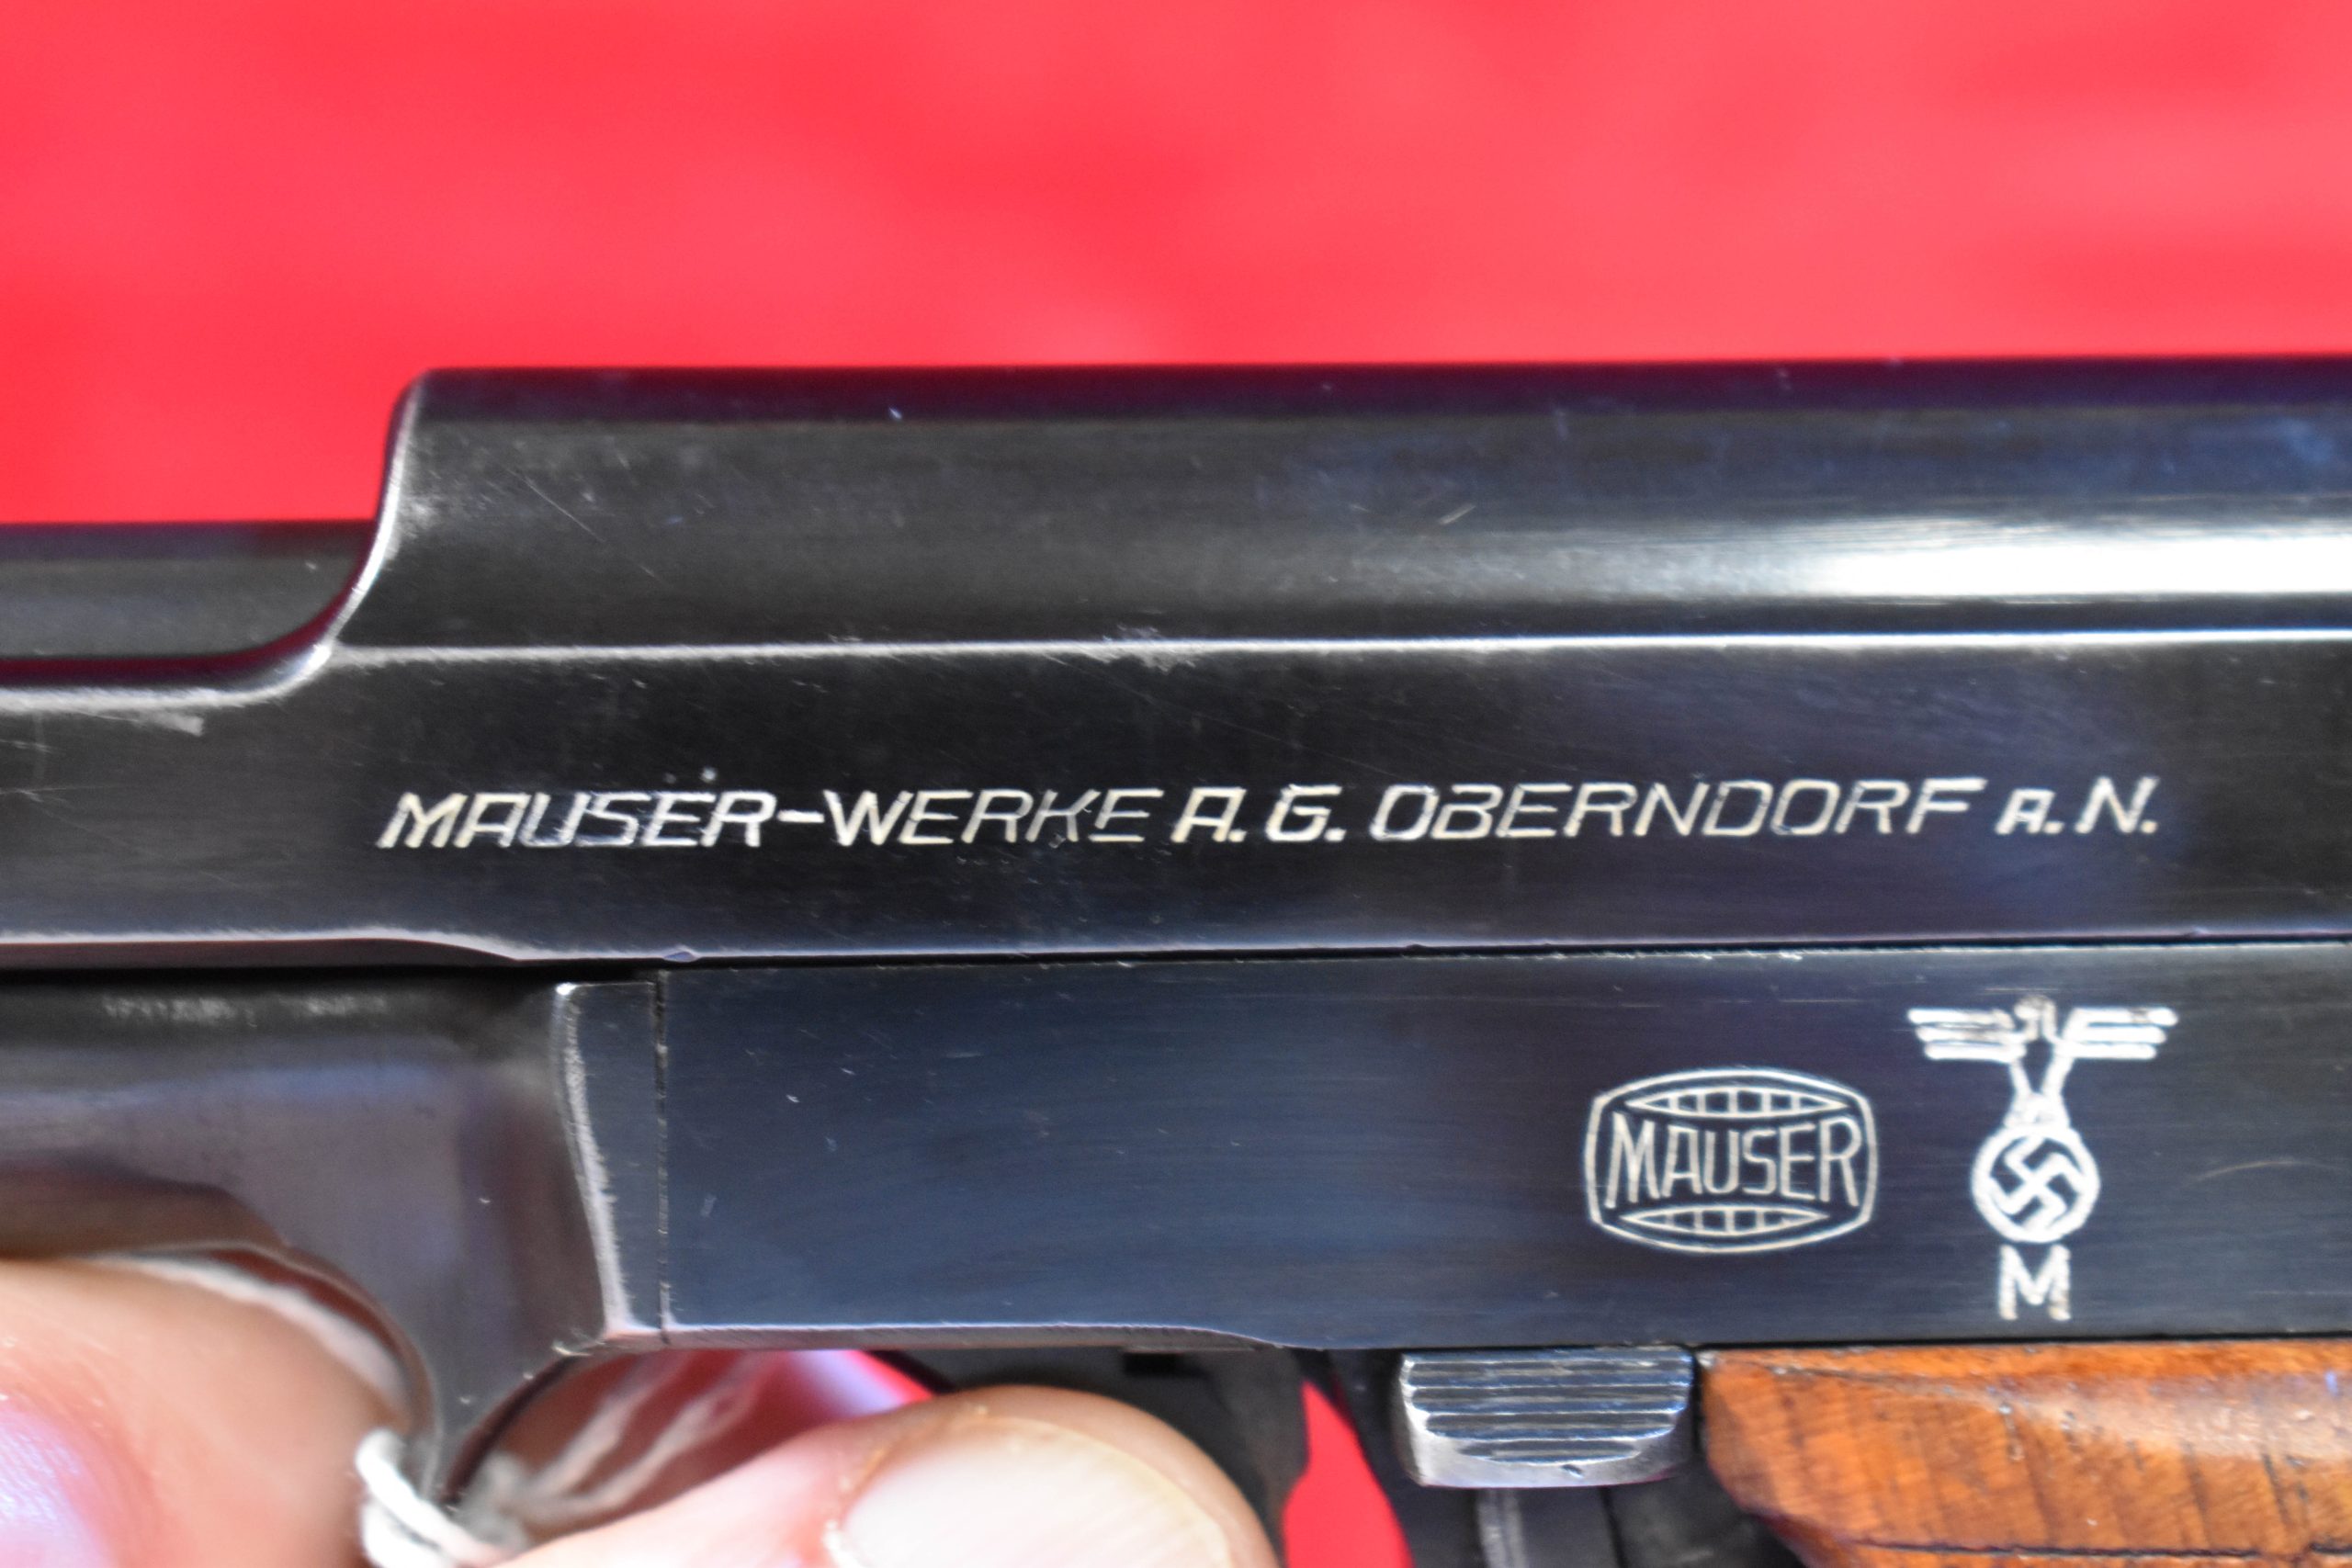 MAUSER-WERKE A.G. OBERNDORF A.N.
MAUSER
M